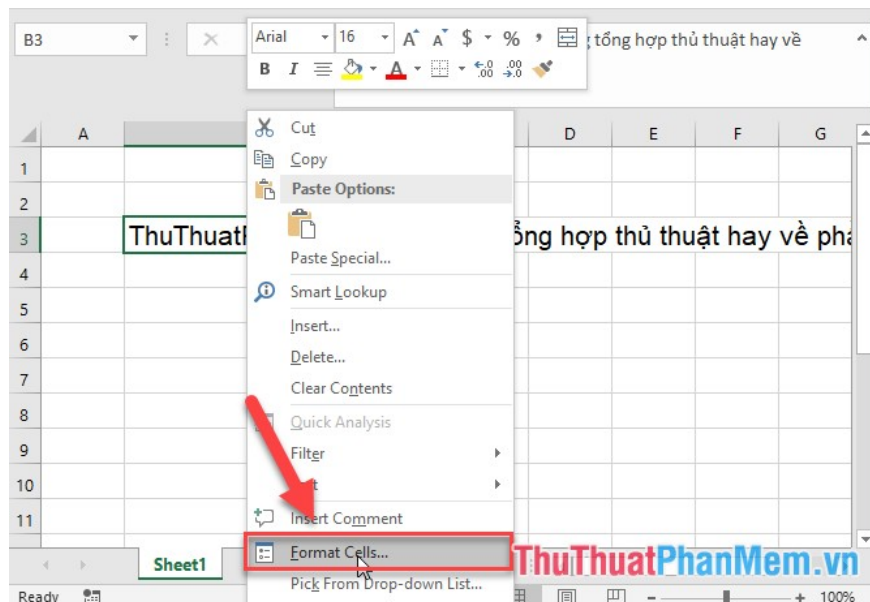 B3
Arial 16 A A $ % ,
tổng hợp thủ thuật hay về
B I A .00 .00
A D E F G
Cut
Copy
Paste Options:
Paste Special...
Smart Lookup
Insert...
Delete...
Clear Contents
Quick Analysis
Filter
Insert Comment
Format Cells...
Pick From Drop-down List...
1
2
3 ThuThuat hợp thủ thuật hay về
4
5
6
7
8
9
10
11
Sheet1
ThuThuatPhanMem.vn
Ready 100%